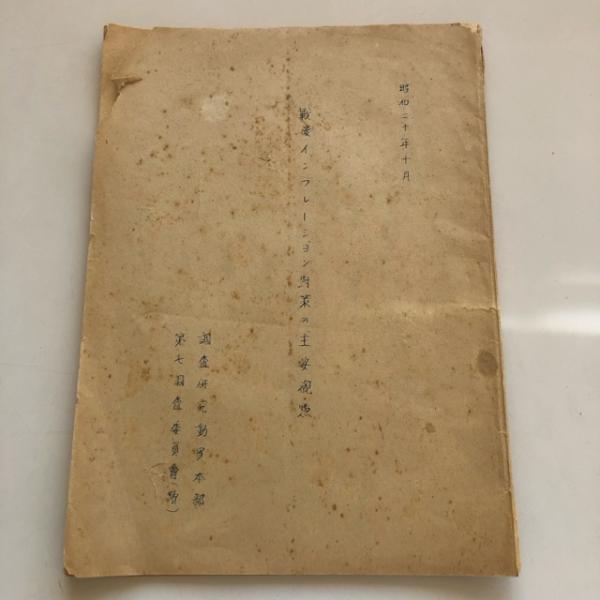 昭和二十年十月
戦後インフレーション対策の主要観点
調査研究動員本部
第七調査委員會